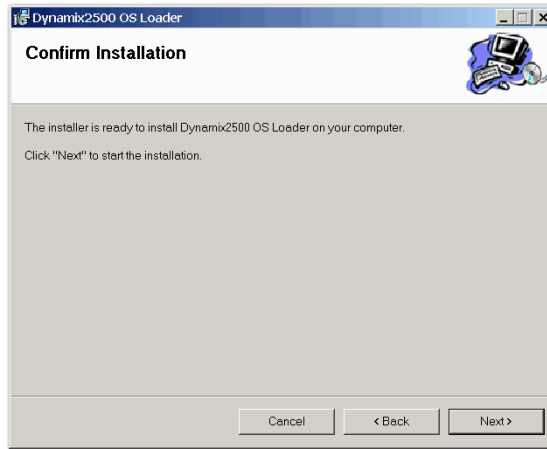 Dynamix2500 OS Loader
Confirm Installation
The installer is ready to install Dynamix2500 OS Loader on your computer.
Click "Next" to start the installation.
Cancel
< Back
Next >